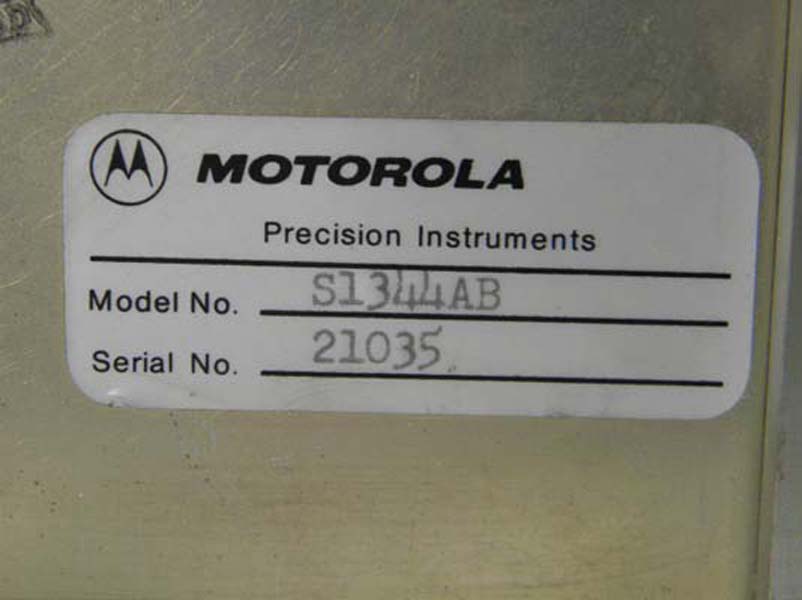 MOTOROLA
Precision Instruments
Model No. S1344AB
Serial No. 21035